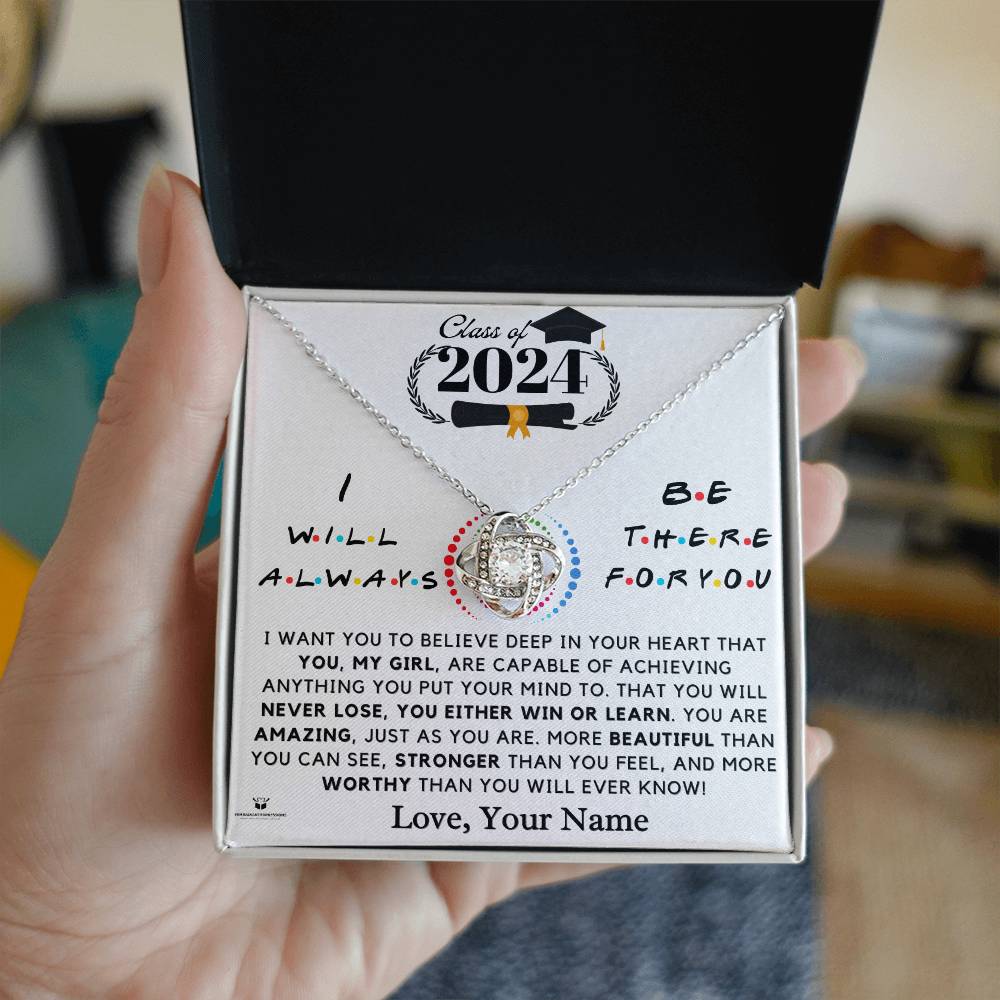 Class of
2024
I
W.I.L.L
A.L.W.A.Y.S
B.E
T.H.E.R.E
F.O.R Y.O.U
I WANT YOU TO BELIEVE DEEP IN YOUR HEART THAT
YOU, MY GIRL, ARE CAPABLE OF ACHIEVING
ANYTHING YOU PUT YOUR MIND TO. THAT YOU WILL
NEVER LOSE, YOU EITHER WIN OR LEARN. YOU ARE
AMAZING, JUST AS YOU ARE. MORE BEAUTIFUL THAN
YOU CAN SEE, STRONGER THAN YOU FEEL, AND MORE
WORTHY THAN YOU WILL EVER KNOW!
Love, Your Name